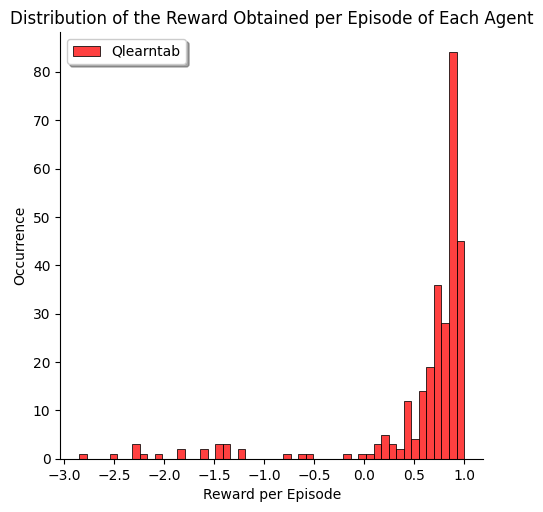 Distribution of the Reward Obtained per Episode of Each Agent
Qlearntab
80
70
60
50
40
30
20
10
0
Occurrence
−3.0 −2.5 −2.0 −1.5 −1.0 −0.5 0.0 0.5 1.0
Reward per Episode